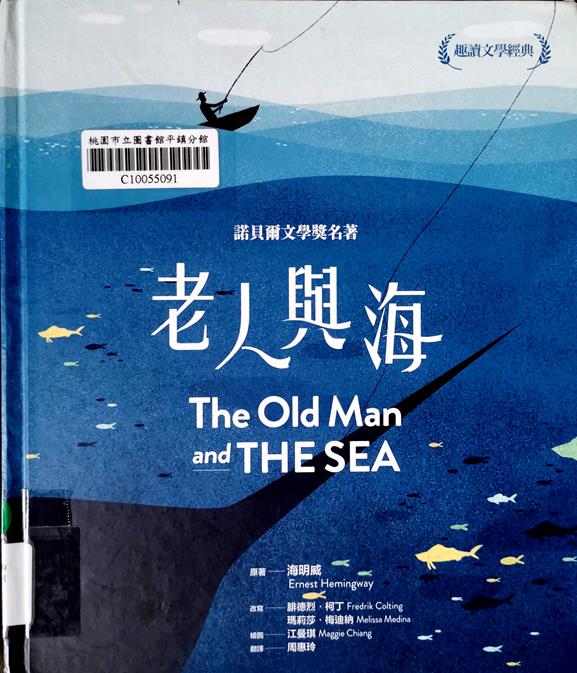 趣讀文學經典
桃園市立圖書館平鎮分館
C10055091
諾貝爾文學獎名著
老人與海
The Old Man
and THE SEA
原著 海明威
Ernest Hemingway
改寫 腓德烈·柯丁 Fredrik Colting
瑪莉莎·梅迪納 Melissa Medina
繪圖 江曼琪 Maggie Chiang
翻譯 周惠玲